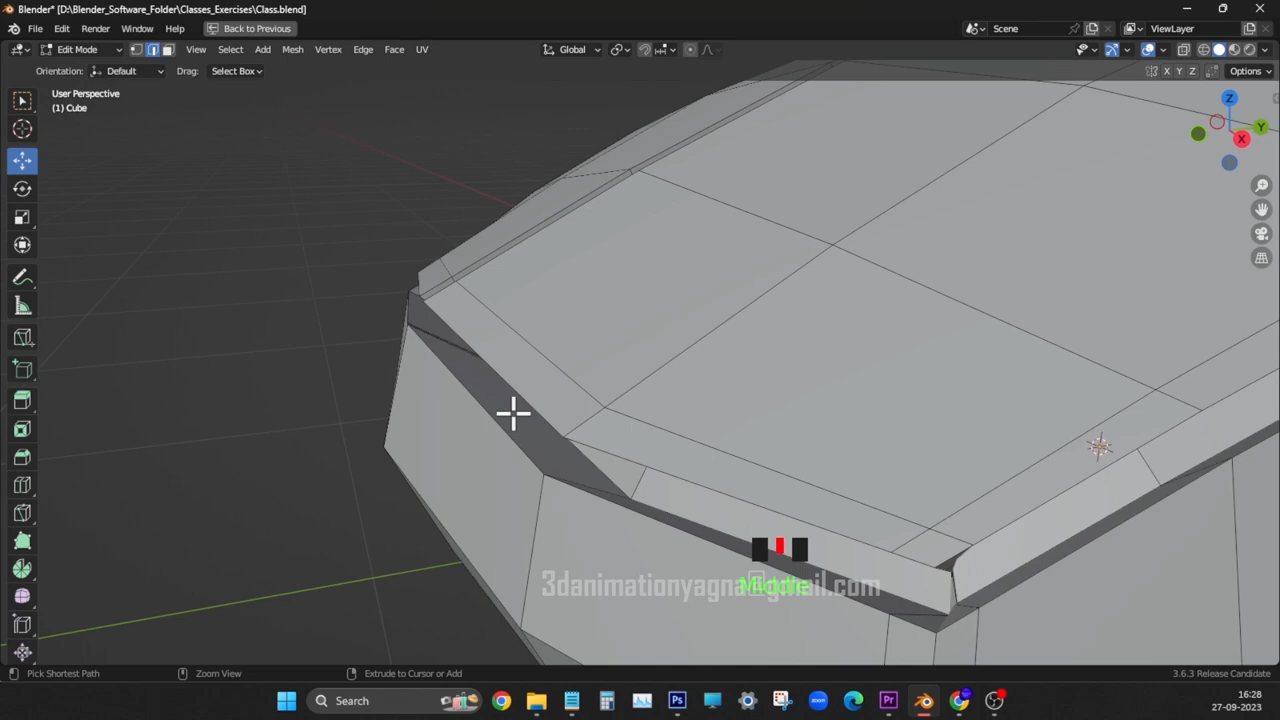 Blender* [D:\Blender_Software_Folder\Classes_Exercises\Class.blend]
File Edit Render Window Help Back to Previous Scene ViewLayer
Edit Mode View Select Add Mesh Vertex Edge Face UV Global
Orientation: Default Drag: Select Box X Y Z Options
User Perspective
(1) Cube
Z
Y
X
Middle
3danimationyagna@gmail.com
Pick Shortest Path Zoom View Extrude to Cursor or Add 3.6.3 Release Candidate
Search
16:28
27-09-2023